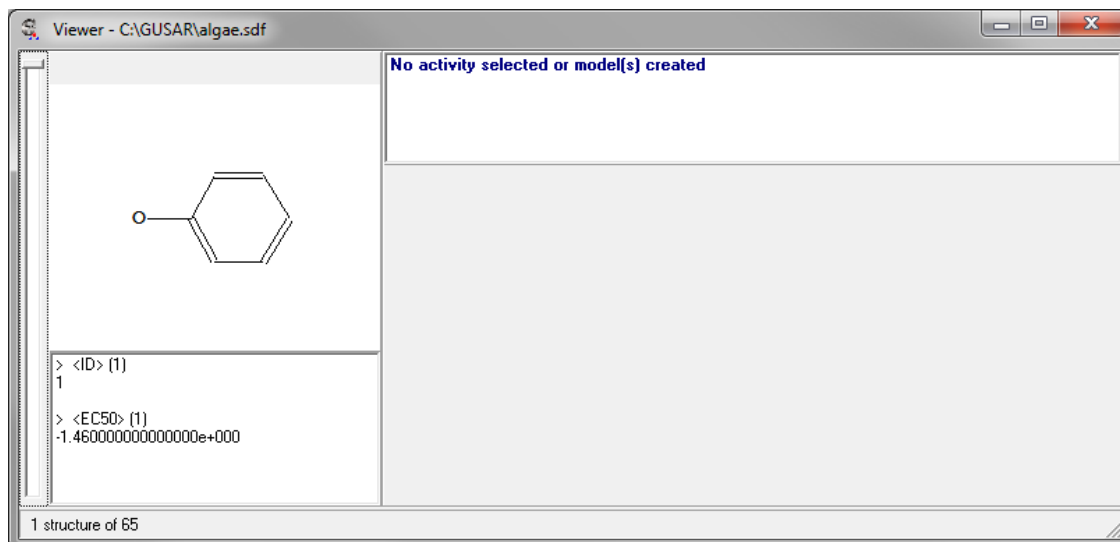 Viewer - C:\GUSAR\algae.sdf
No activity selected or model(s) created
O
> <ID> (1)
1
> <EC50> (1)
-1.460000000000000e+000
1 structure of 65